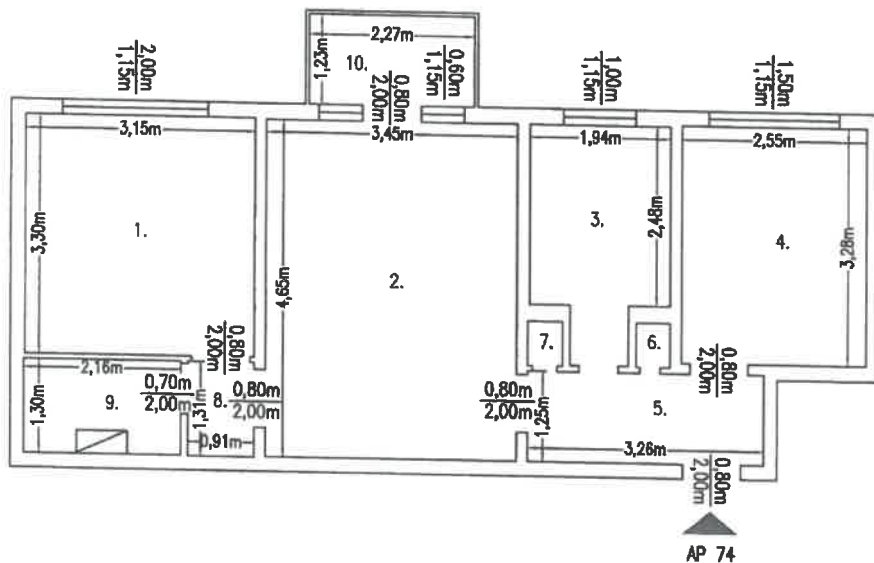 2,27m
1,23m
10.
2,00m
1,15m
0,80m
2,00m
0,60m
1,15m
1,00m
1,15m
1,50m
1,15m
3,15m
3,45m
1,94m
2,55m
3,30m
1.
4,65m
2.
3.
2,48m
4.
3,28m
0,80m
2,00m
7.
6.
0,80m
2,00m
2,16m
1,30m
9.
0,70m
2,00m
1,31m
8.
0,80m
2,00m
0,91m
0,80m
2,00m
1,25m
5.
3,26m
0,80m
2,00m
AP 74